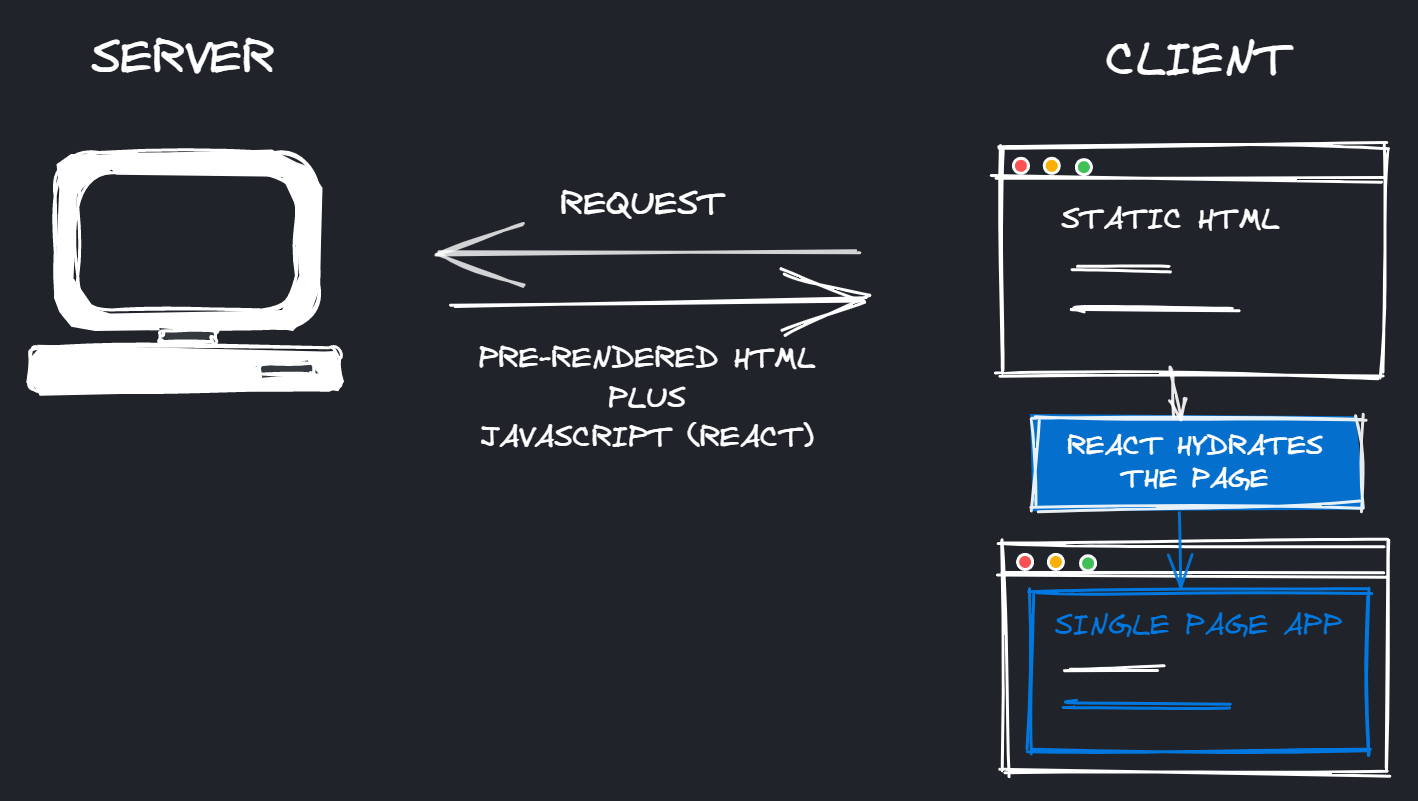 SERVER
CLIENT
REQUEST
PRE-RENDERED HTML
PLUS
JAVASCRIPT (REACT)
STATIC HTML
REACT HYDRATES
THE PAGE
SINGLE PAGE APP